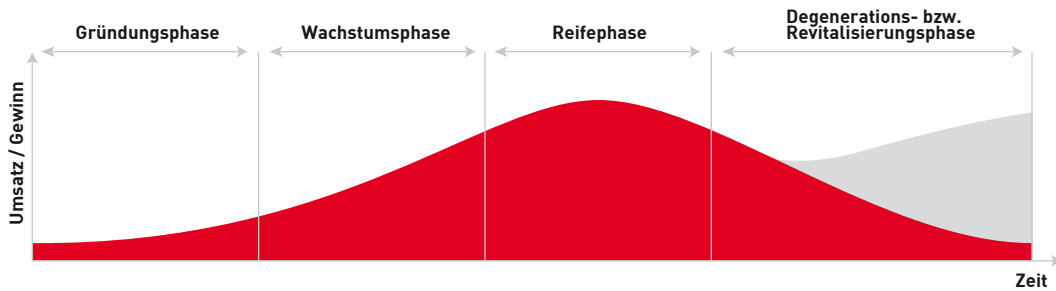 Gründungsphase
Wachstumsphase
Reifephase
Degenerations- bzw.
Revitalisierungsphase
Umsatz / Gewinn
Zeit